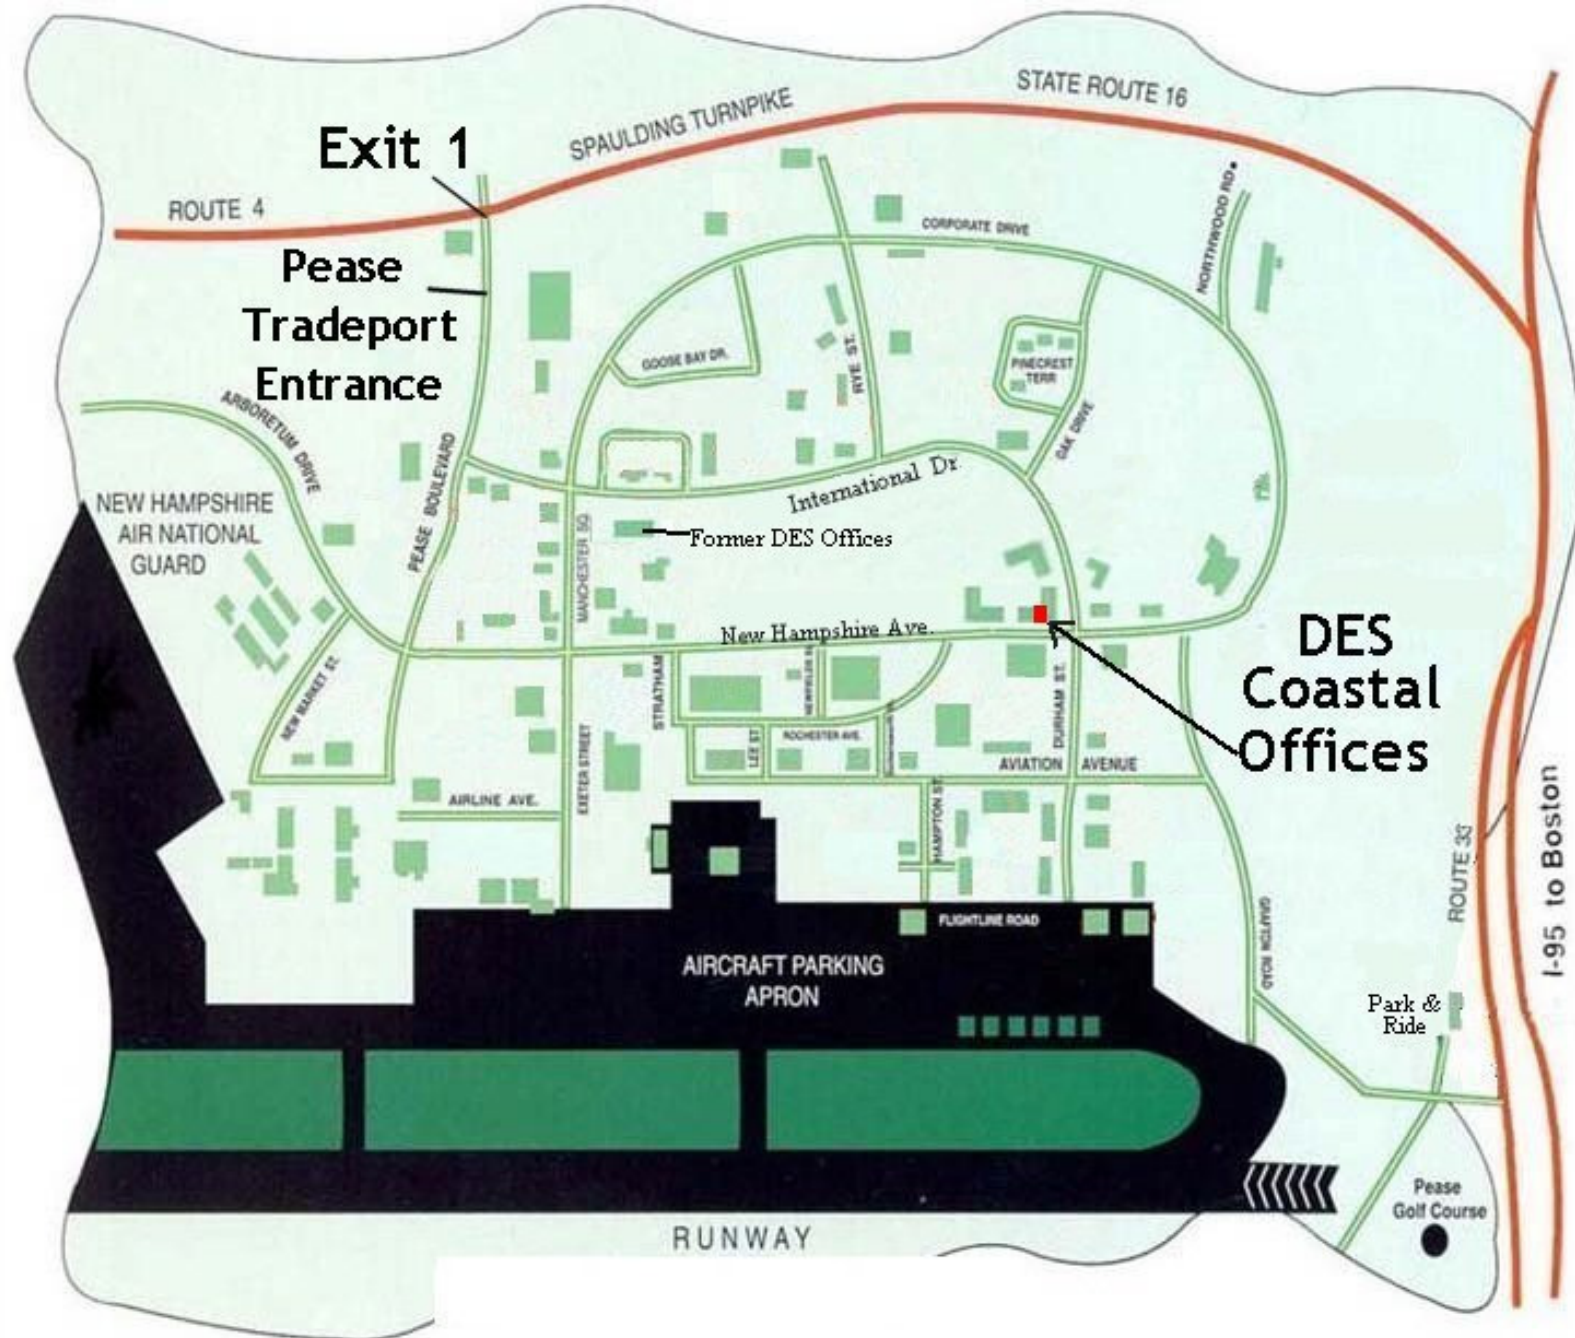 STATE ROUTE 16
SPAULDING TURNPIKE
Exit 1
ROUTE 4
NORTHWOOD RD
CORPORATE DRIVE
Pease
Tradeport
Entrance
GOOSE BAY DR.
RYE ST.
PINECREST
TERR
ARBORETUM DRIVE
OAK DRIVE
PEASE BOULEVARD
International Dr
NEW HAMPSHIRE
AIR NATIONAL
GUARD
Former DES Offices
MANCHESTER SQ
New Hampshire Ave.
DES
Coastal
Offices
NEW MARKET ST.
STRATHAM
DURHAM ST.
LEE ST
ROCHESTER AVE.
EXETER STREET
AVIATION AVENUE
AIRLINE AVE.
HAMPTON ST.
ROUTE 33
I-95 to Boston
FLIGHTLINE ROAD
GRAFTON ROAD
AIRCRAFT PARKING
APRON
Park &
Ride
Pease
Golf Course
RUNWAY